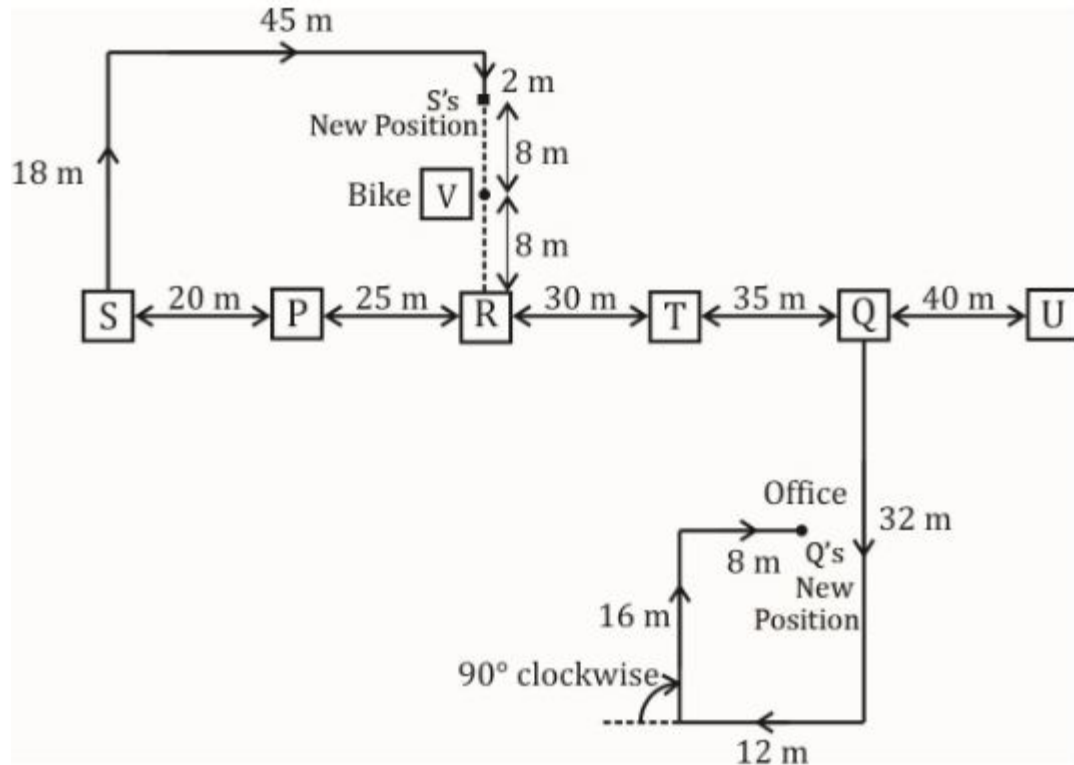 45 m
2 m
S's
New Position
8 m
18 m
Bike V
8 m
S 20 m P 25 m R 30 m T 35 m Q 40 m U
Office
32 m
8 m Q's
New
Position
16 m
90° clockwise
12 m